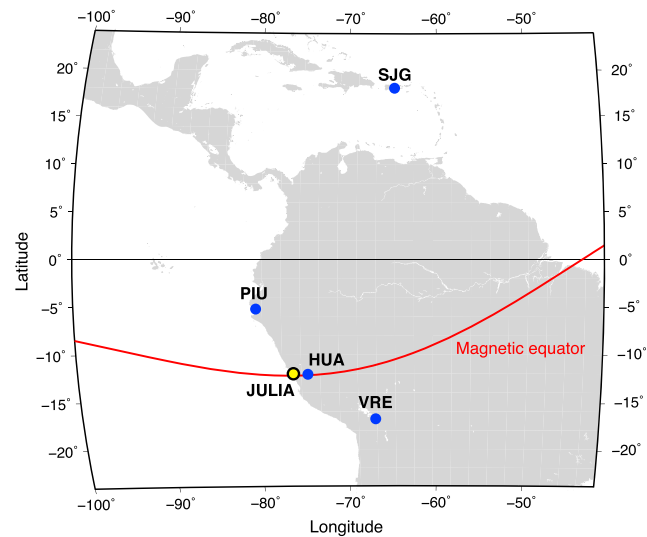 −100° −90° −80° −70° −60° −50°
20° 20°
SJG
15° 15°
10° 10°
5° 5°
0° 0°
Latitude
PIU
−5° −5°
Magnetic equator
HUA
−10° −10°
JULIA
VRE
−15° −15°
−20° −20°
−100° −90° −80° −70° −60° −50°
Longitude